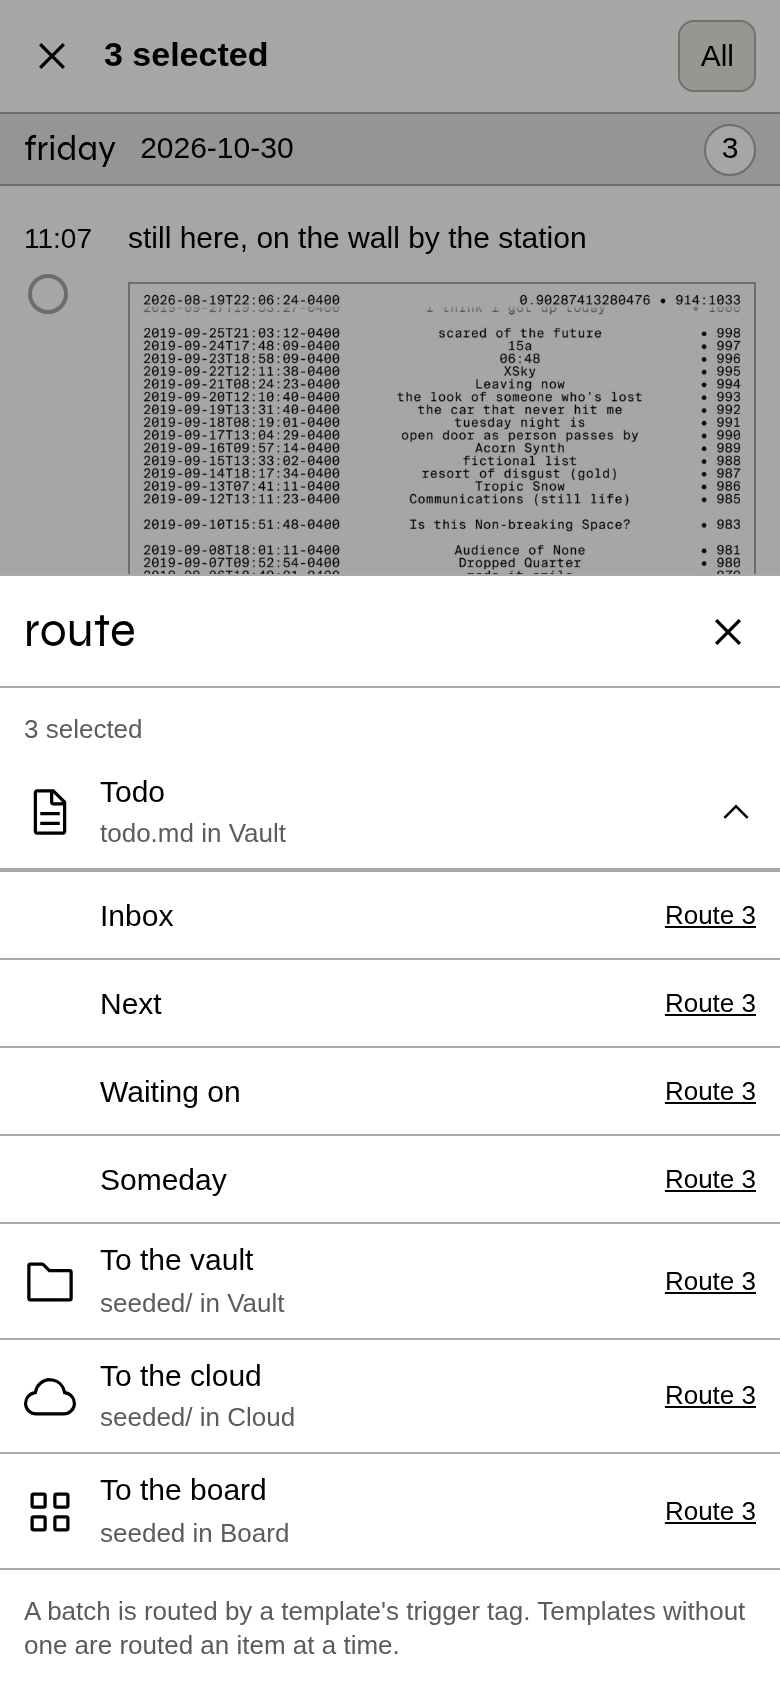 3 selected
All
friday 2026-10-30
3
11:07 still here, on the wall by the station
2026-08-19T22:06:24-0400 0.90287413280476 • 914:1033
i think i got up today
2019-09-25T21:03:12-0400 scared of the future • 998
2019-09-24T17:48:09-0400 15a • 997
2019-09-23T18:58:09-0400 06:48 • 996
2019-09-22T12:11:38-0400 XSky • 995
2019-09-21T08:24:23-0400 Leaving now • 994
2019-09-20T12:10:40-0400 the look of someone who's lost • 993
2019-09-19T13:31:40-0400 the car that never hit me • 992
2019-09-18T08:19:01-0400 tuesday night is • 991
2019-09-17T13:04:29-0400 open door as person passes by • 990
2019-09-16T09:57:14-0400 Acorn Synth • 989
2019-09-15T13:33:02-0400 fictional list • 988
2019-09-14T18:17:34-0400 resort of disgust (gold) • 987
2019-09-13T07:41:11-0400 Tropic Snow • 986
2019-09-12T13:11:23-0400 Communications (still life) • 985
2019-09-10T15:51:48-0400 Is this Non-breaking Space? • 983
2019-09-08T18:01:11-0400 Audience of None • 981
2019-09-07T09:52:54-0400 Dropped Quarter • 980
route
3 selected
Todo
todo.md in Vault
Inbox Route 3
Next Route 3
Waiting on Route 3
Someday Route 3
To the vault
seeded/ in Vault
Route 3
To the cloud
seeded/ in Cloud
Route 3
To the board
seeded in Board
Route 3
A batch is routed by a template's trigger tag. Templates without
one are routed an item at a time.